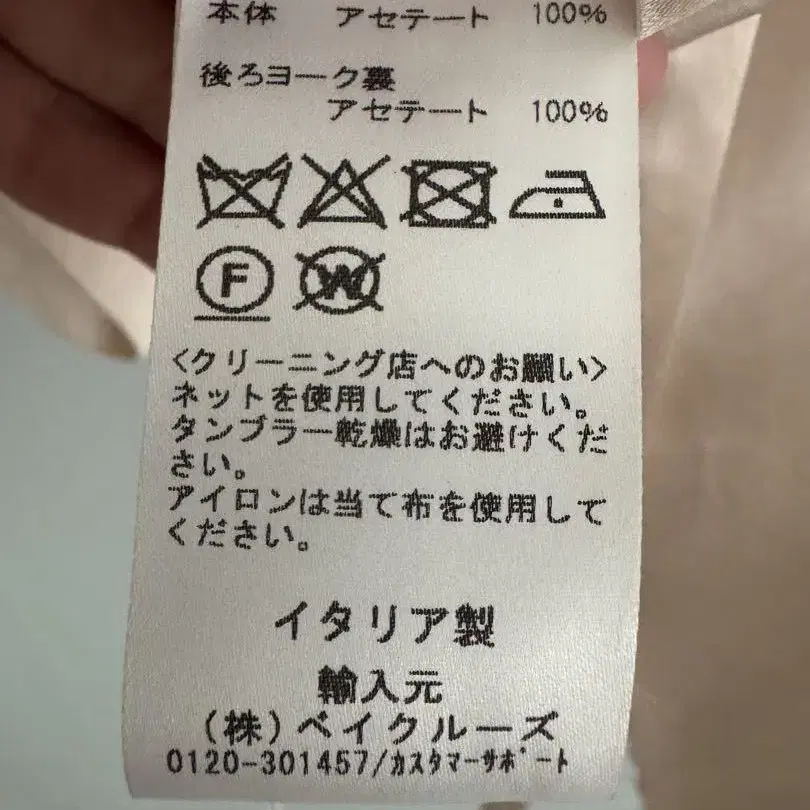 本体 アセテート 100%
後ろヨーク裏
アセテート 100%
F W
<クリーニング店へのお願い>
ネットを使用してください。
タンブラー乾燥はお避けくだ
さい。
アイロンは当て布を使用して
ください。
イタリア製
輸入元
(株)ベイクルーズ
0120-301457/カスタマーサポート